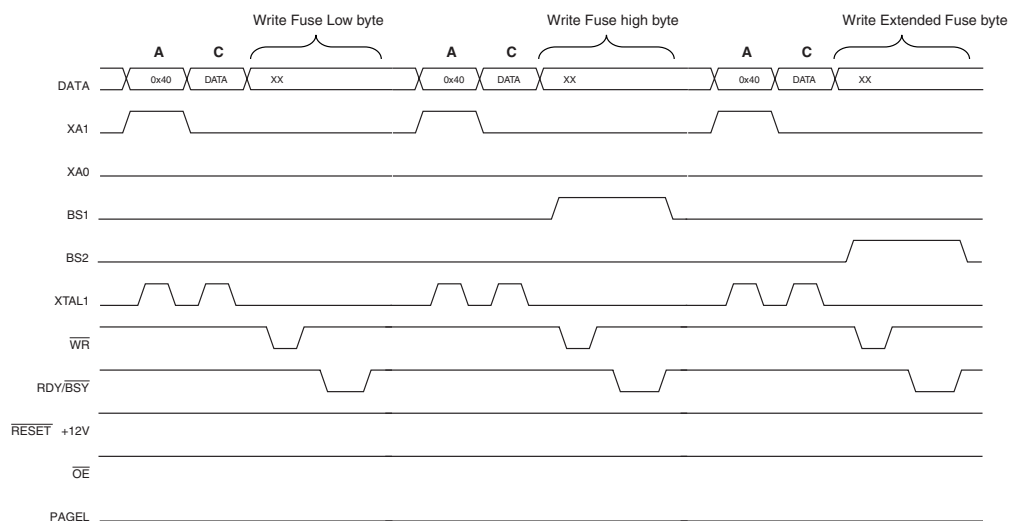 Write Fuse Low byte Write Fuse high byte Write Extended Fuse byte
A C A C A C
DATA 0x40 DATA XX 0x40 DATA XX 0x40 DATA XX
XA1
XA0
BS1
BS2
XTAL1
WR
RDY/BSY
RESET +12V
OE
PAGEL